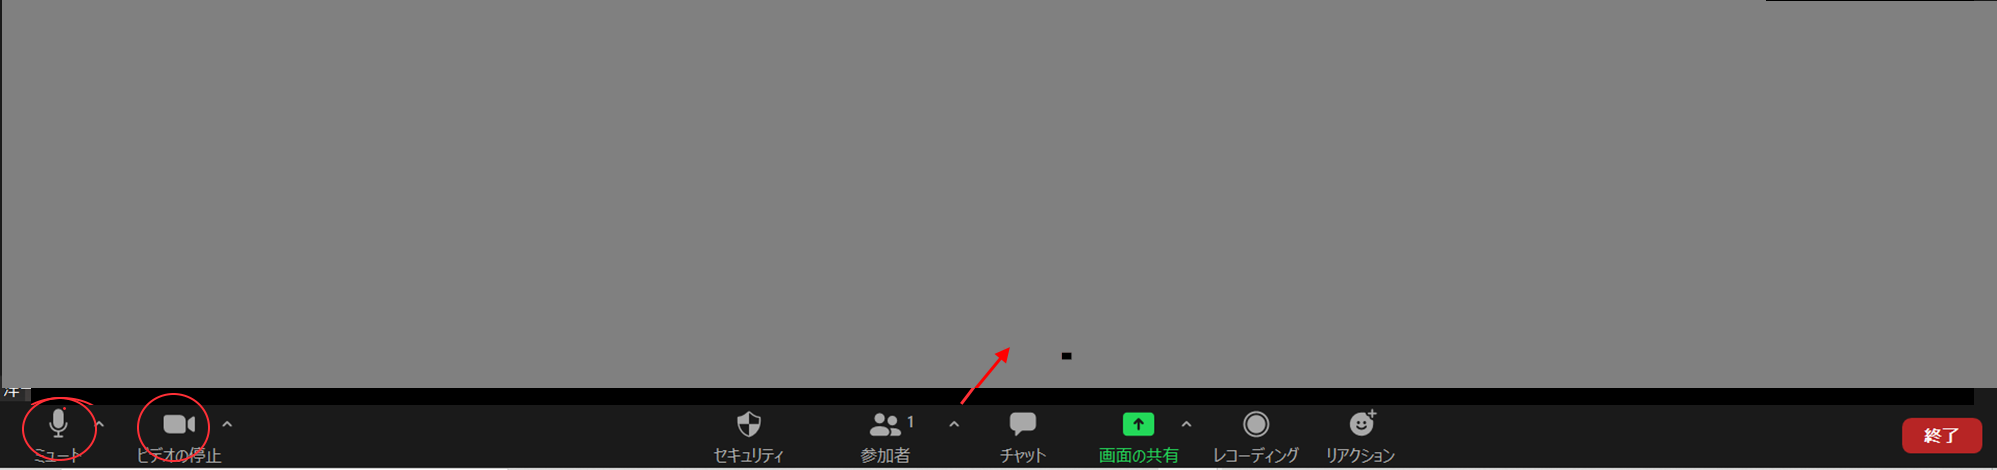 ミュート
ビデオの停止
セキュリティ
参加者
1
チャット
画面の共有
レコーディング
リアクション
終了